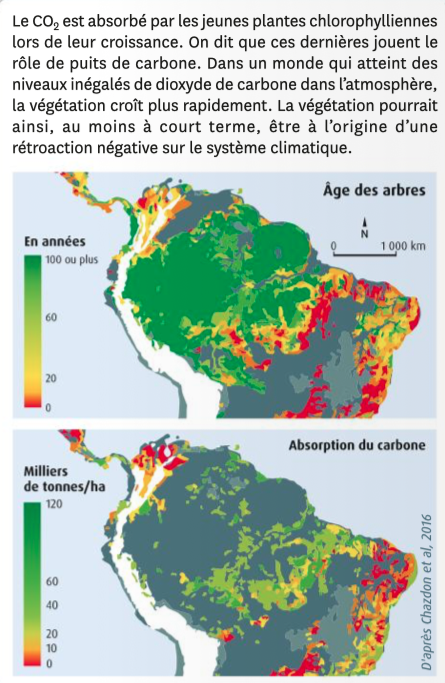 Le CO₂ est absorbé par les jeunes plantes chlorophylliennes
lors de leur croissance. On dit que ces dernières jouent le
rôle de puits de carbone. Dans un monde qui atteint des
niveaux inégalés de dioxyde de carbone dans l'atmosphère,
la végétation croît plus rapidement. La végétation pourrait
ainsi, au moins à court terme, être à l'origine d'une
rétroaction négative sur le système climatique.
Âge des arbres
N
0 1 000 km
En années
100 ou plus
60
20
0
Absorption du carbone
Milliers
de tonnes/ha
120
60
40
20
10
0
D'après Chazdon et al, 2016